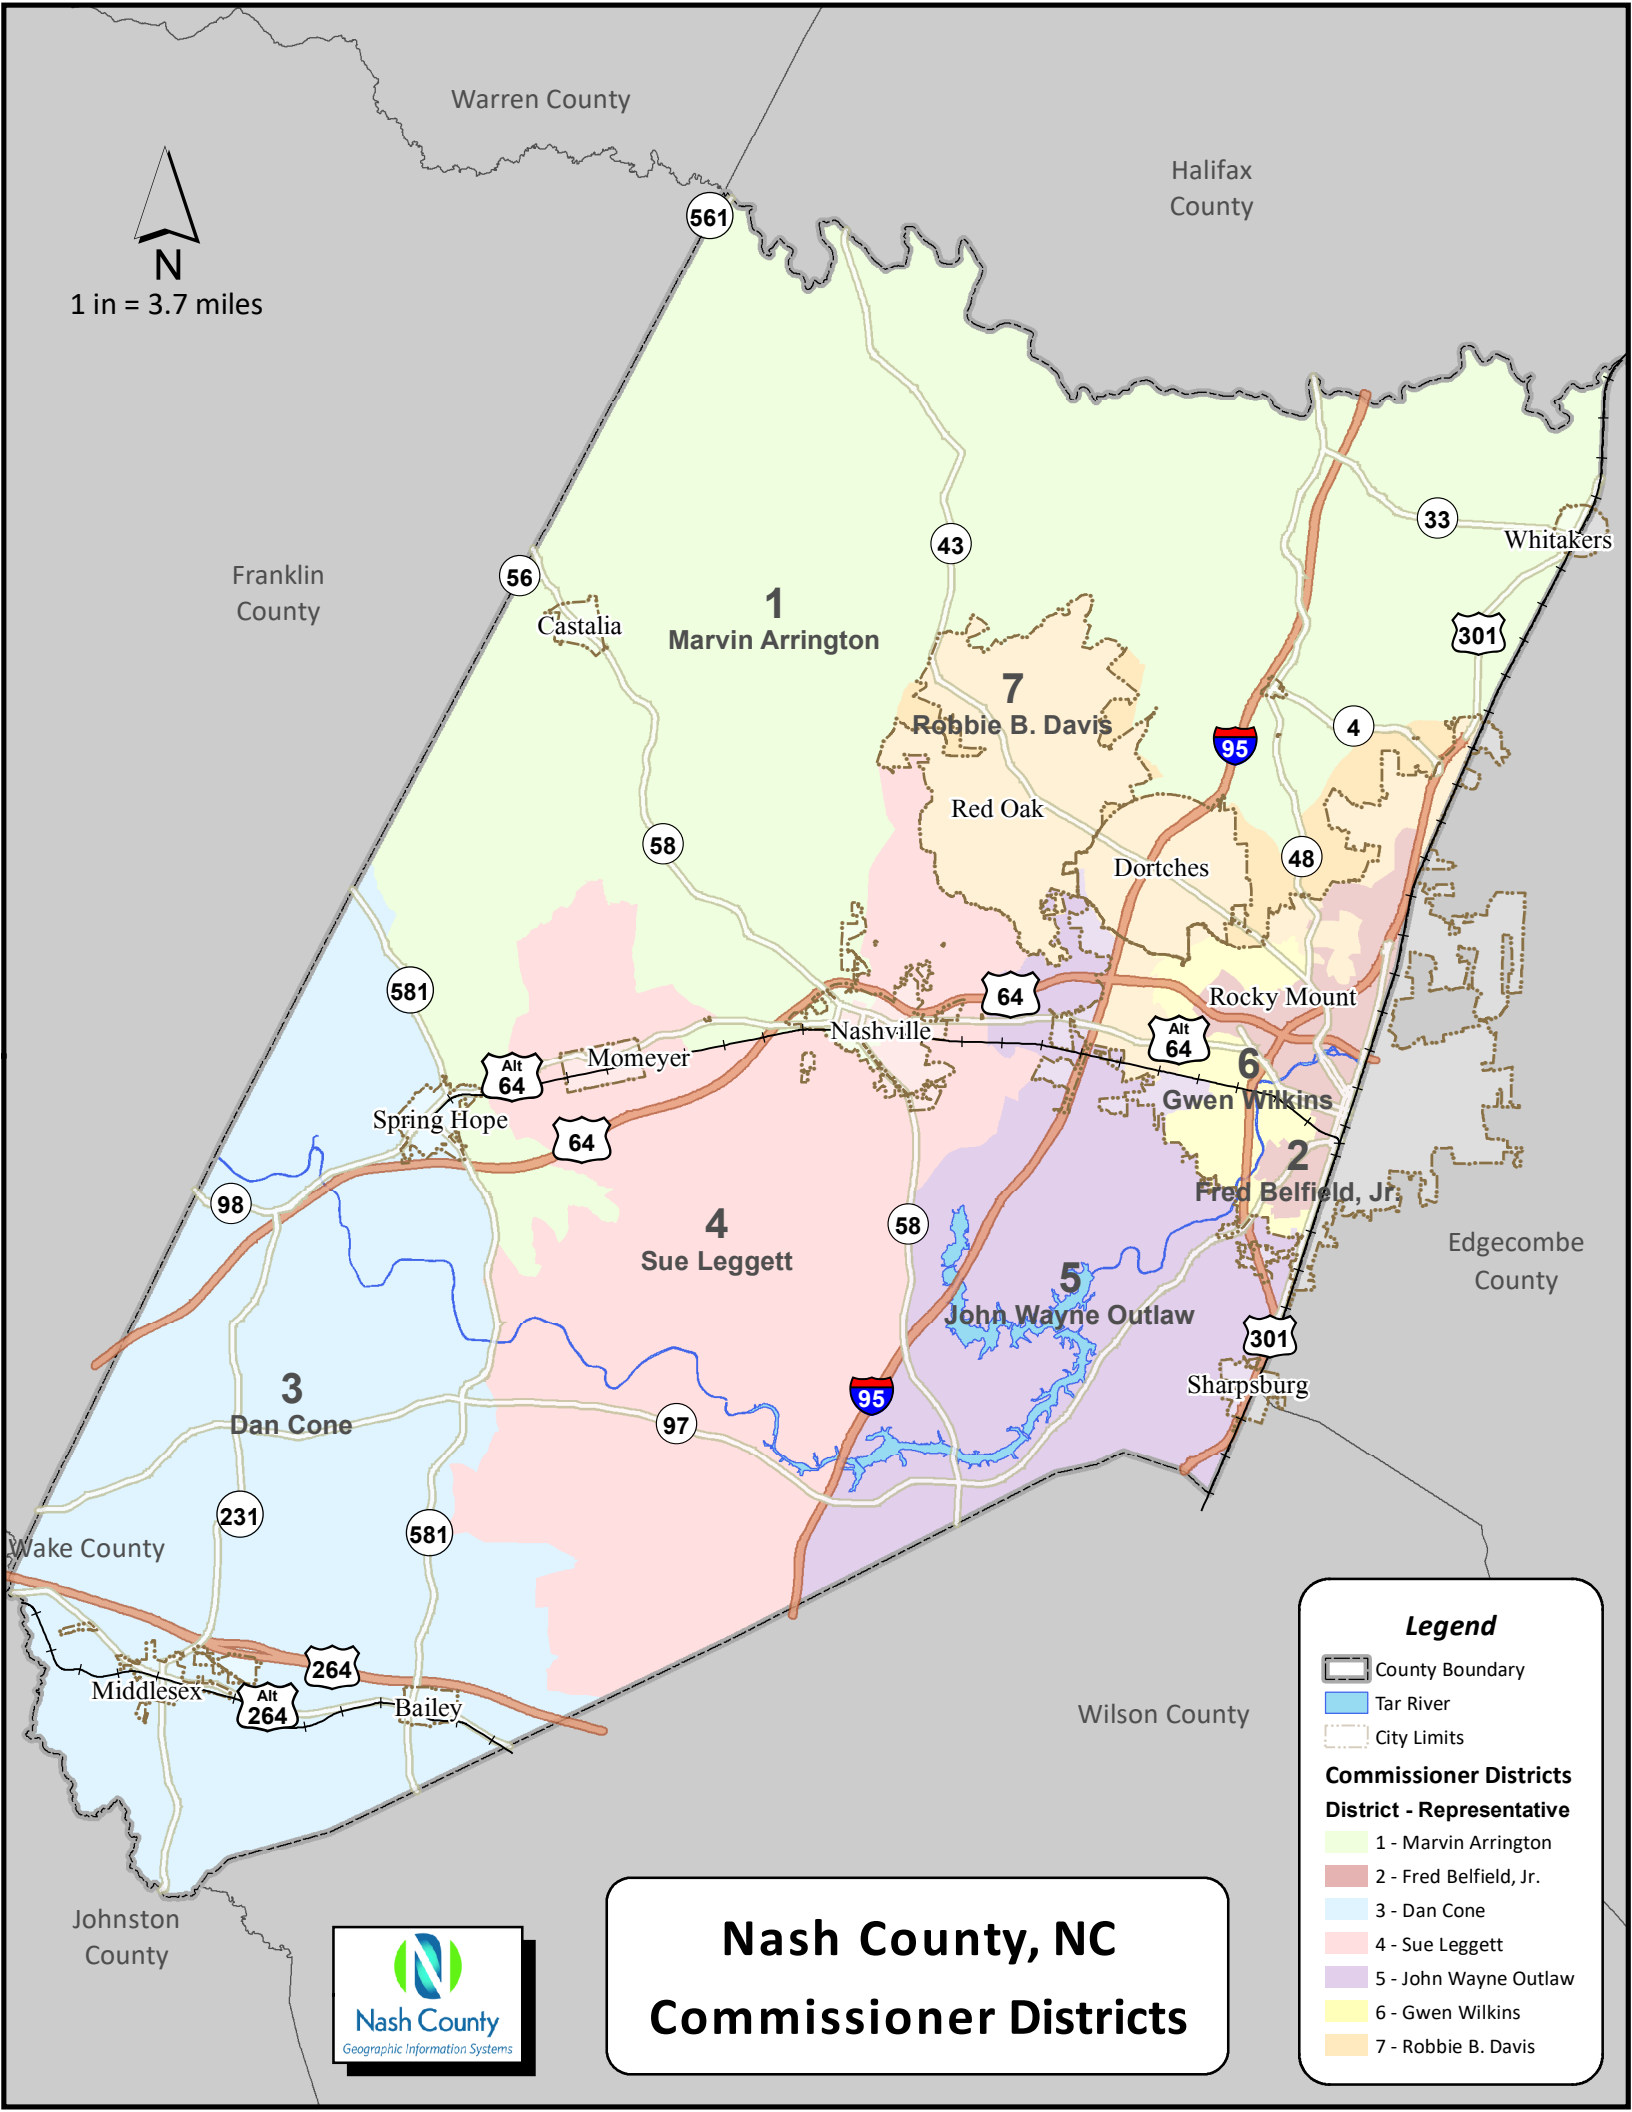 Warren County
Halifax
County
561
N
1 in = 3.7 miles
33
Whitakers
43
Franklin
County
56
Castalia
1
Marvin Arrington
301
7
Robbie B. Davis
4
95
Red Oak
58
48
Dortches
581
64
Rocky Mount
Nashville
Alt
64
Momeyer
Alt
64
6
Gwen Wilkins
Spring Hope
64
2
Fred Belfield, Jr.
98
4
Sue Leggett
58
Edgecombe
County
5
John Wayne Outlaw
301
3
Dan Cone
95
Sharpsburg
97
231
581
Wake County
264
Middlesex
Alt
264
Bailey
Wilson County
Johnston
County
Legend
County Boundary
Tar River
City Limits
Commissioner Districts
District - Representative
1 - Marvin Arrington
2 - Fred Belfield, Jr.
3 - Dan Cone
4 - Sue Leggett
5 - John Wayne Outlaw
6 - Gwen Wilkins
7 - Robbie B. Davis
Nash County, NC
Commissioner Districts
N
Nash County
Geographic Information Systems